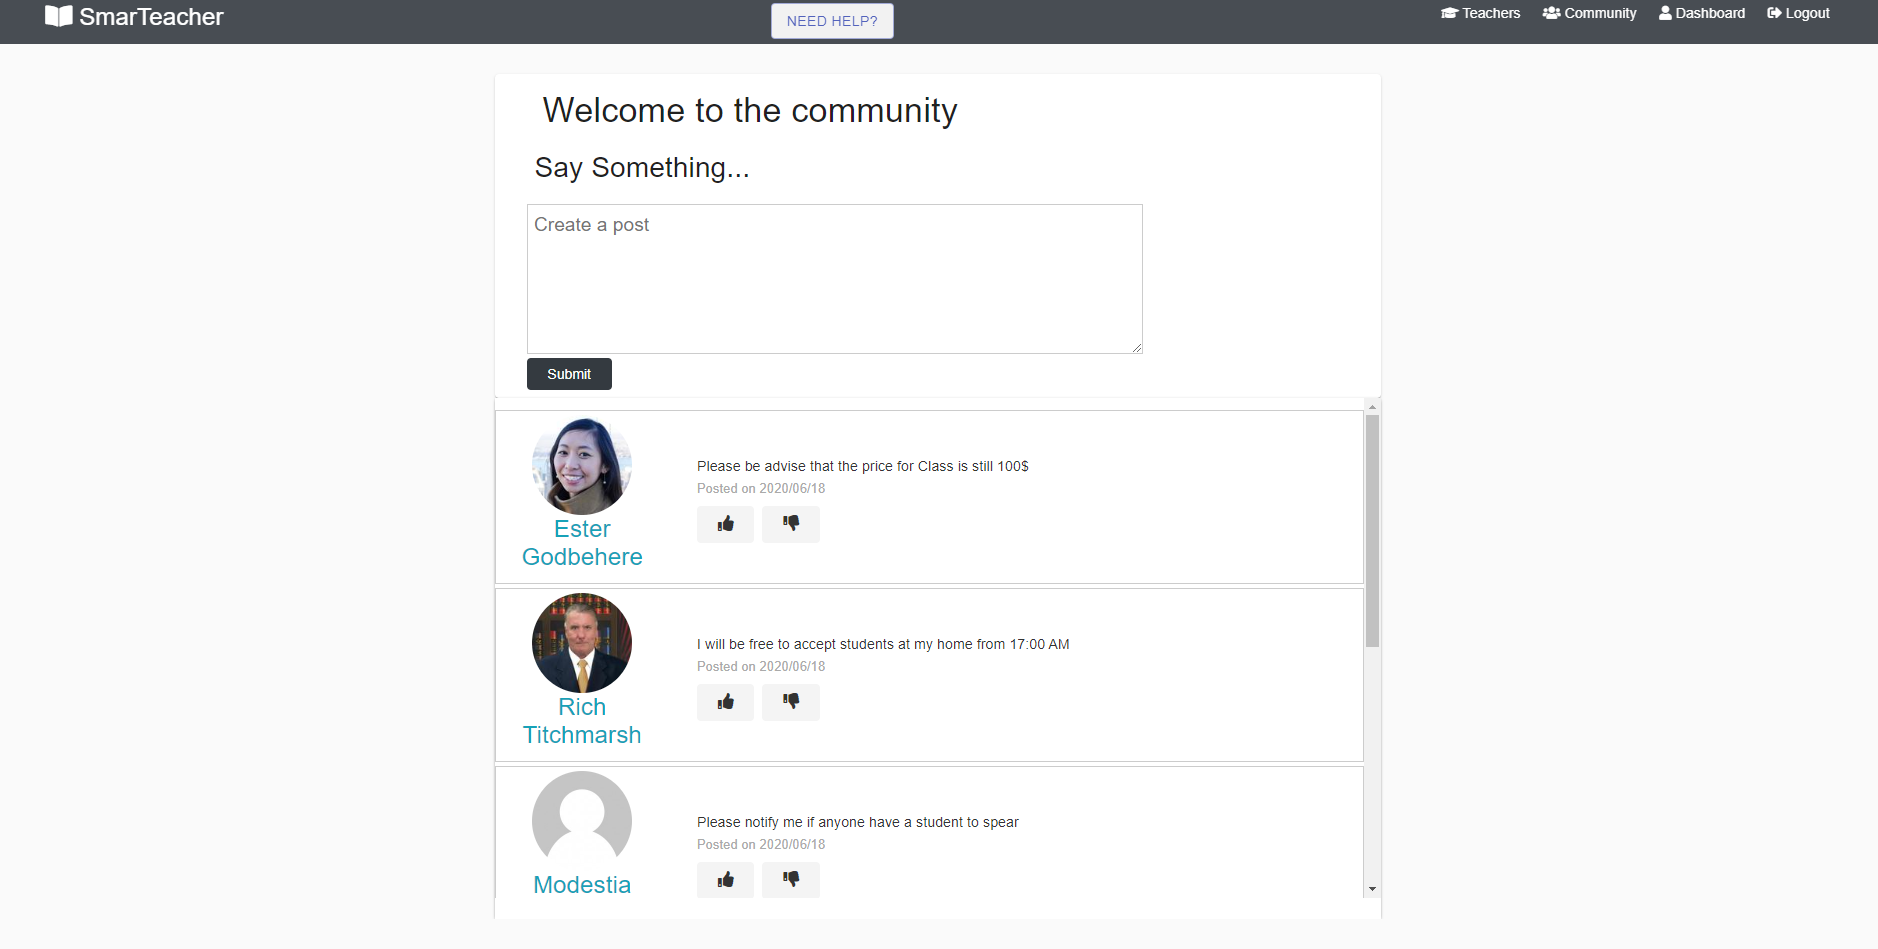 SmarTeacher
NEED HELP?
Teachers
Community
Dashboard
Logout
Welcome to the community
Say Something...
Create a post
Submit
Please be advise that the price for Class is still 100$
Posted on 2020/06/18
Ester
Godbehere
I will be free to accept students at my home from 17:00 AM
Posted on 2020/06/18
Rich
Titchmarsh
Please notify me if anyone have a student to spear
Posted on 2020/06/18
Modestia